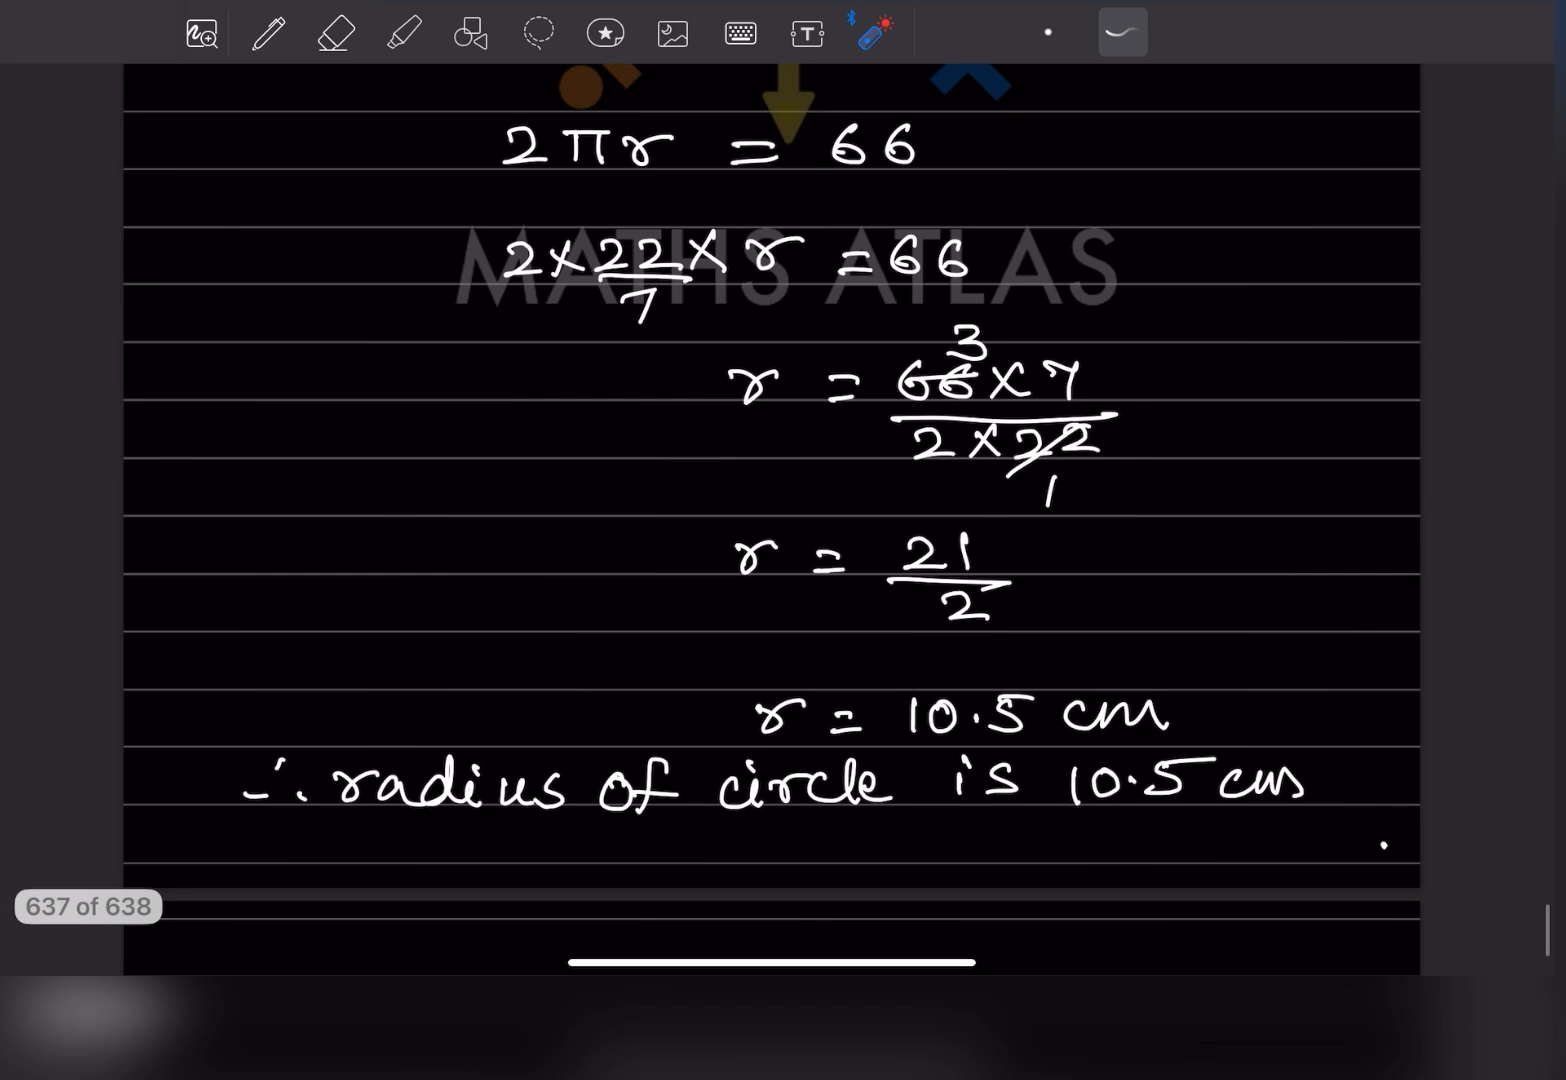 2πr = 66
MATHS ATLAS
2 × 22/7 × r = 66
3
r = 66 × 7 / 2 × 22
1
r = 21/2
r = 10.5 cm
∴ radius of circle is 10.5 cm
.
637 of 638